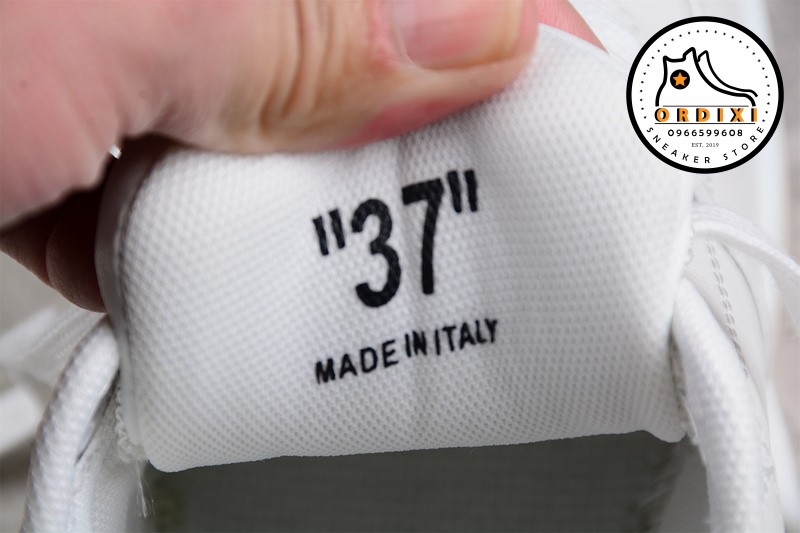 ORDIXI
0966599608
EST. 2019
SNEAKER STORE
"37"
MADE IN ITALY